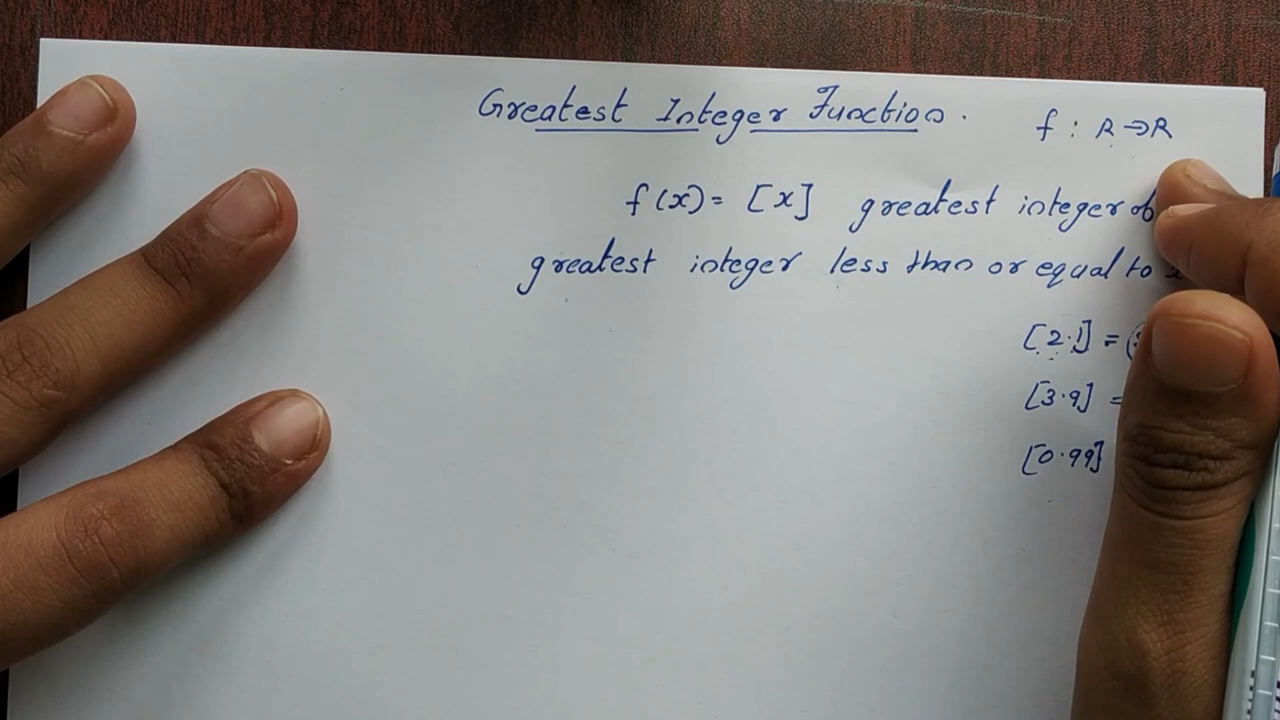 Greatest Integer Function. f : R → R
f(x) = [x] greatest integer of
greatest integer less than or equal to
[2.1] =
[3.9] =
[0.99]